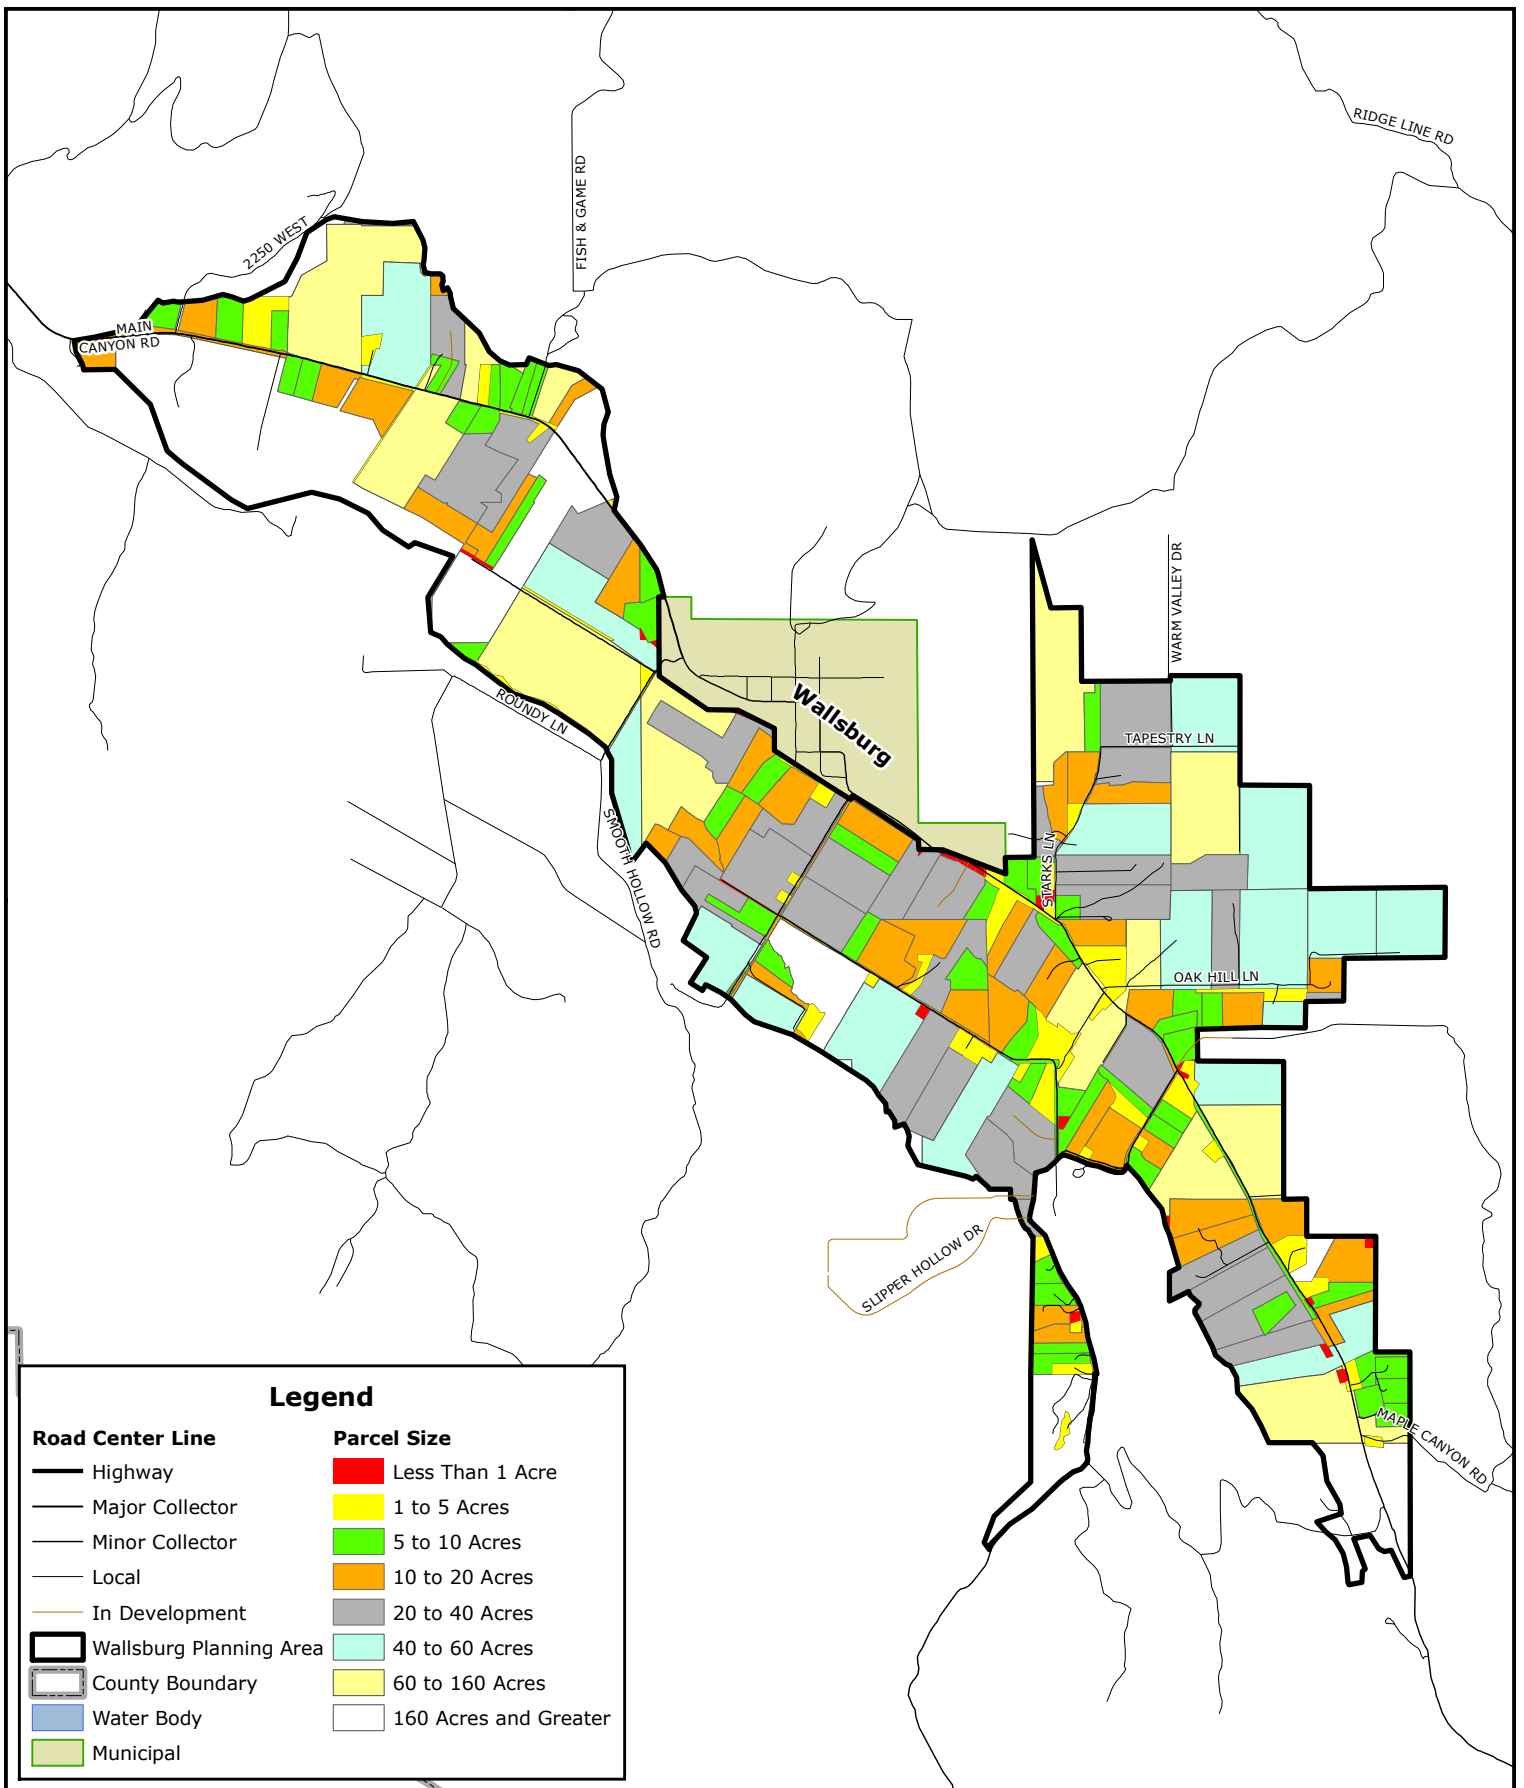 RIDGE LINE RD
FISH & GAME RD
2250 WEST
MAIN
CANYON RD
WARM VALLEY DR
ROUNDY LN
Wallsburg
TAPESTRY LN
SMOOTH HOLLOW RD
STARKS LN
OAK HILL LN
SLIPPER HOLLOW DR
MAPLE CANYON RD
Legend
Road Center Line
Highway
Major Collector
Minor Collector
Local
In Development
Wallsburg Planning Area
County Boundary
Water Body
Municipal
Parcel Size
Less Than 1 Acre
1 to 5 Acres
5 to 10 Acres
10 to 20 Acres
20 to 40 Acres
40 to 60 Acres
60 to 160 Acres
160 Acres and Greater